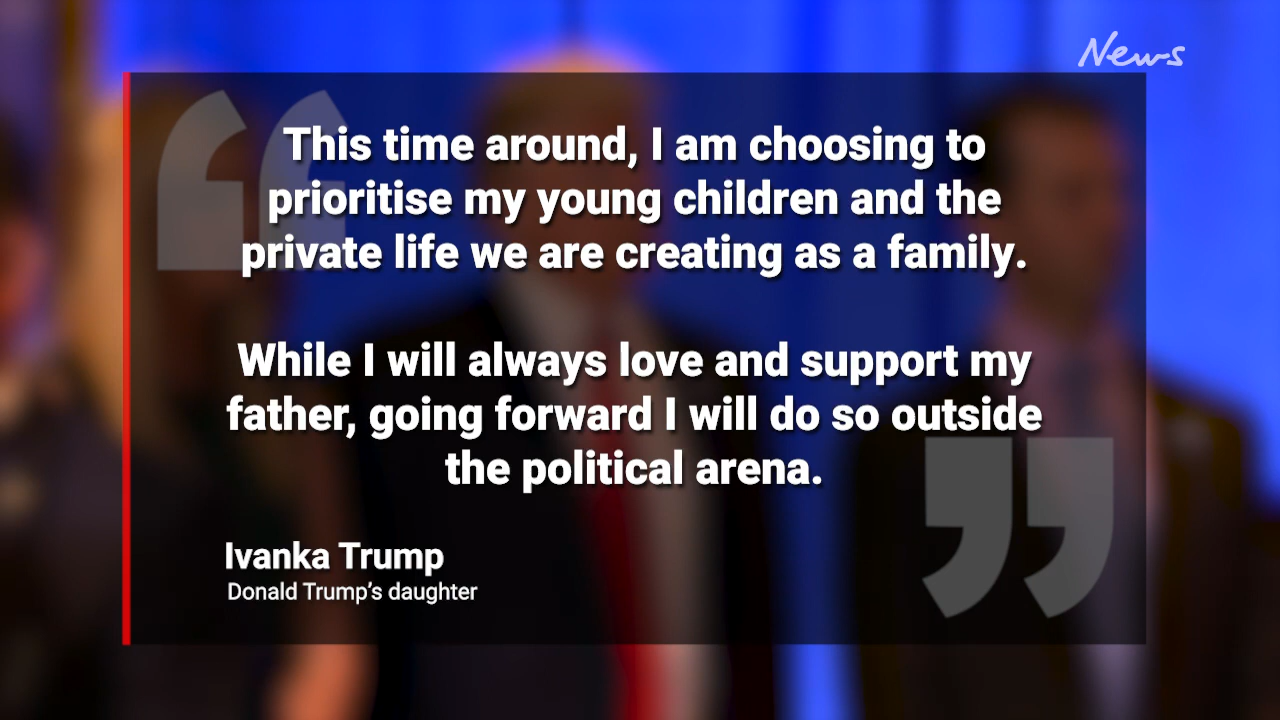 News
This time around, I am choosing to
prioritise my young children and the
private life we are creating as a family.
While I will always love and support my
father, going forward I will do so outside
the political arena.
Ivanka Trump
Donald Trump’s daughter